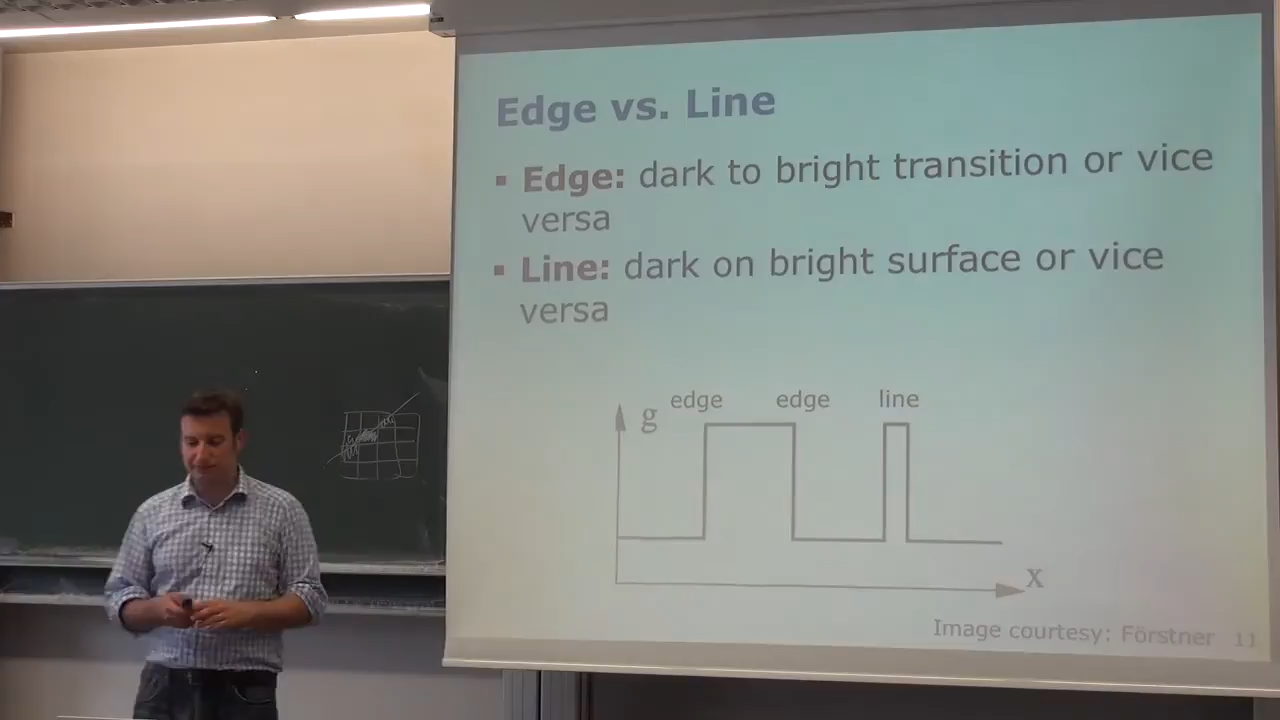 Edge vs. Line
▪ Edge: dark to bright transition or vice
versa
▪ Line: dark on bright surface or vice
versa
edge edge line
g
x
Image courtesy: Förstner 11